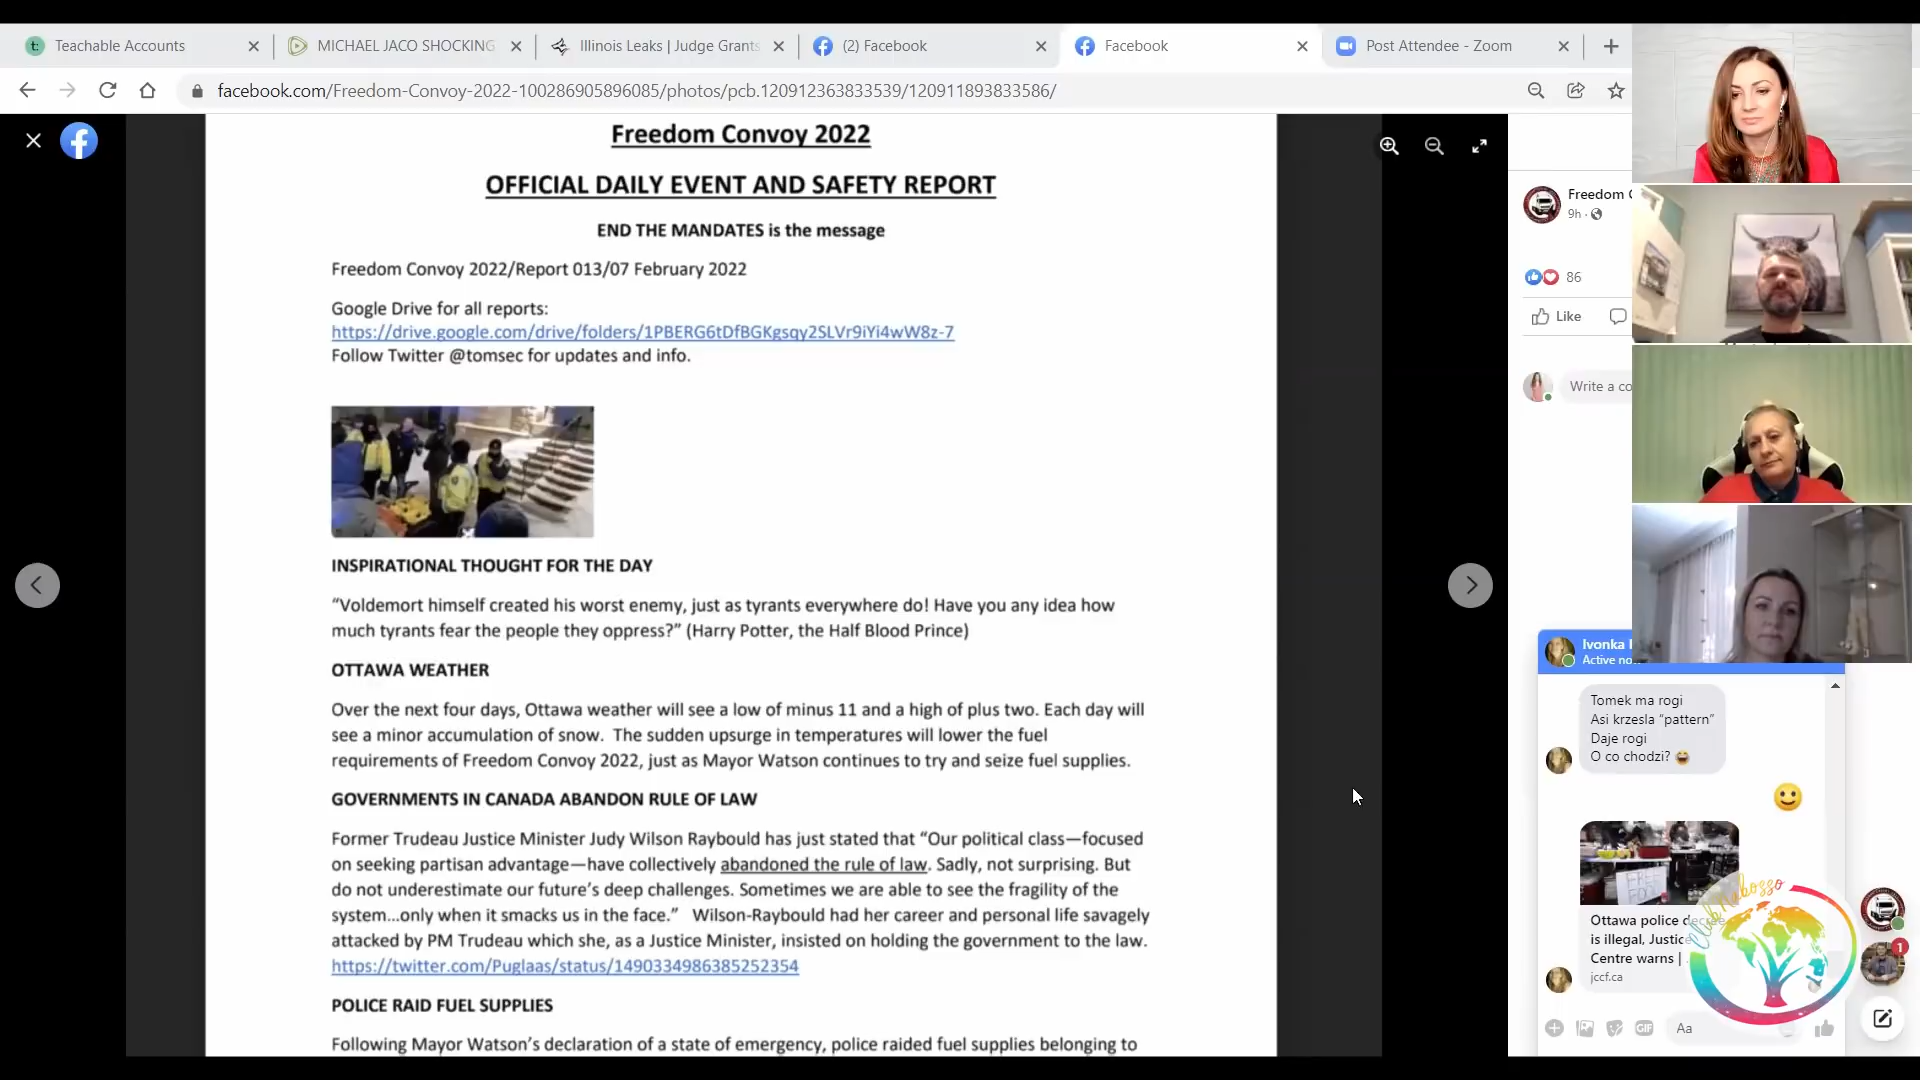 Teachable Accounts
MICHAEL JACO SHOCKING
Illinois Leaks | Judge Grants
(2) Facebook
Facebook
Post Attendee - Zoom
facebook.com/Freedom-Convoy-2022-100286905896085/photos/pcb.120912363833539/120911893833586/
Freedom Convoy 2022
OFFICIAL DAILY EVENT AND SAFETY REPORT
END THE MANDATES is the message
Freedom Convoy 2022/Report 013/07 February 2022
Google Drive for all reports:
https://drive.google.com/drive/folders/1PBERG6tDfBGKgsqy2SLVr9iYi4wW8z-7
Follow Twitter @tomsec for updates and info.
INSPIRATIONAL THOUGHT FOR THE DAY
“Voldemort himself created his worst enemy, just as tyrants everywhere do! Have you any idea how
much tyrants fear the people they oppress?” (Harry Potter, the Half Blood Prince)
OTTAWA WEATHER
Over the next four days, Ottawa weather will see a low of minus 11 and a high of plus two. Each day will
see a minor accumulation of snow.  The sudden upsurge in temperatures will lower the fuel
requirements of Freedom Convoy 2022, just as Mayor Watson continues to try and seize fuel supplies.
GOVERNMENTS IN CANADA ABANDON RULE OF LAW
Former Trudeau Justice Minister Judy Wilson Raybould has just stated that “Our political class—focused
on seeking partisan advantage—have collectively abandoned the rule of law. Sadly, not surprising. But
do not underestimate our future’s deep challenges. Sometimes we are able to see the fragility of the
system...only when it smacks us in the face.”   Wilson-Raybould had her career and personal life savagely
attacked by PM Trudeau which she, as a Justice Minister, insisted on holding the government to the law.
https://twitter.com/Puglaas/status/1490334986385252354
POLICE RAID FUEL SUPPLIES
Following Mayor Watson’s declaration of a state of emergency, police raided fuel supplies belonging to
Freedom
9h
86
Like
Write a co
Ivonka
Active no
Tomek ma rogi
Asi krzesla “pattern”
Daje rogi
O co chodzi?
FREE
FOOD
Ottawa police
is illegal, Justice
Centre warns |
jccf.ca
Aa
1